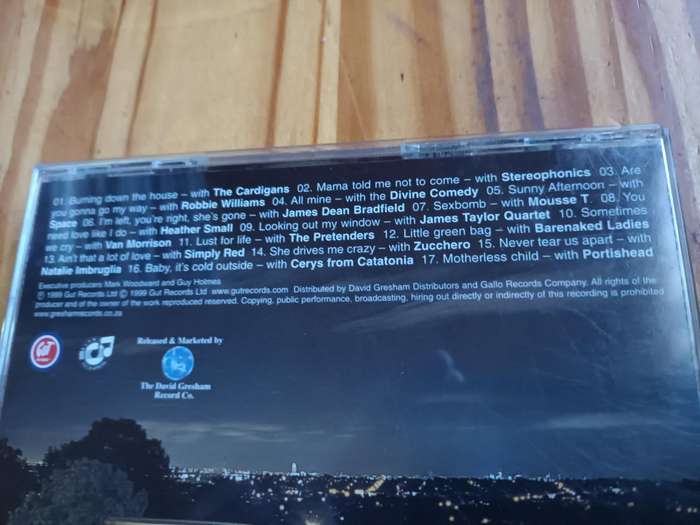 01. Burning down the house – with The Cardigans 02. Mama told me not to come – with Stereophonics 03. Are
you gonna go my way – with Robbie Williams 04. All mine – with the Divine Comedy 05. Sunny Afternoon – with
Space 06. I'm left, you're right, she's gone – with James Dean Bradfield 07. Sexbomb – with Mousse T. 08. You
need love like I do – with Heather Small 09. Looking out my window – with James Taylor Quartet 10. Sometimes
we cry – with Van Morrison 11. Lust for life – with The Pretenders 12. Little green bag – with Barenaked Ladies
13. Ain't that a lot of love – with Simply Red 14. She drives me crazy – with Zucchero 15. Never tear us apart – with
Natalie Imbruglia 16. Baby, it's cold outside – with Cerys from Catatonia 17. Motherless child – with Portishead
Executive producers Mark Woodward and Guy Holmes
℗ 1999 Gut Records Ltd © 1999 Gut Records Ltd www.gutrecords.com Distributed by David Gresham Distributors and Gallo Records Company. All rights of the
producer and of the owner of the work reproduced reserved. Copying, public performance, broadcasting, hiring out directly or indirectly of this recording is prohibited
www.greshamrecords.co.za
Released & Marketed by
The David Gresham
Record Co.